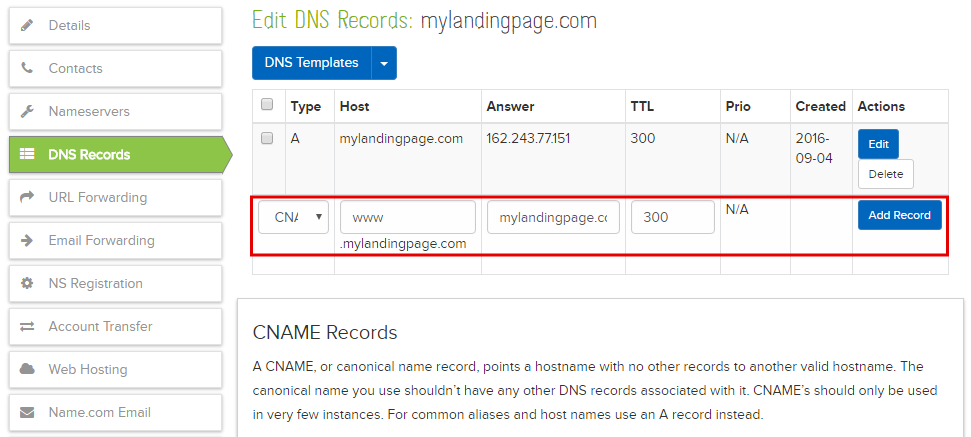 Details
Contacts
Nameservers
DNS Records
URL Forwarding
Email Forwarding
NS Registration
Account Transfer
Web Hosting
Name.com Email
Edit DNS Records: mylandingpage.com
DNS Templates
Type Host Answer TTL Prio Created Actions
A mylandingpage.com 162.243.77.151 300 N/A 2016-
09-04
Edit
Delete
CNA www mylandingpage.co 300 N/A Add Record
.mylandingpage.com
CNAME Records
A CNAME, or canonical name record, points a hostname with no other records to another valid hostname. The
canonical name you use shouldn't have any other DNS records associated with it. CNAME's should only be used
in very few instances. For common aliases and host names use an A record instead.